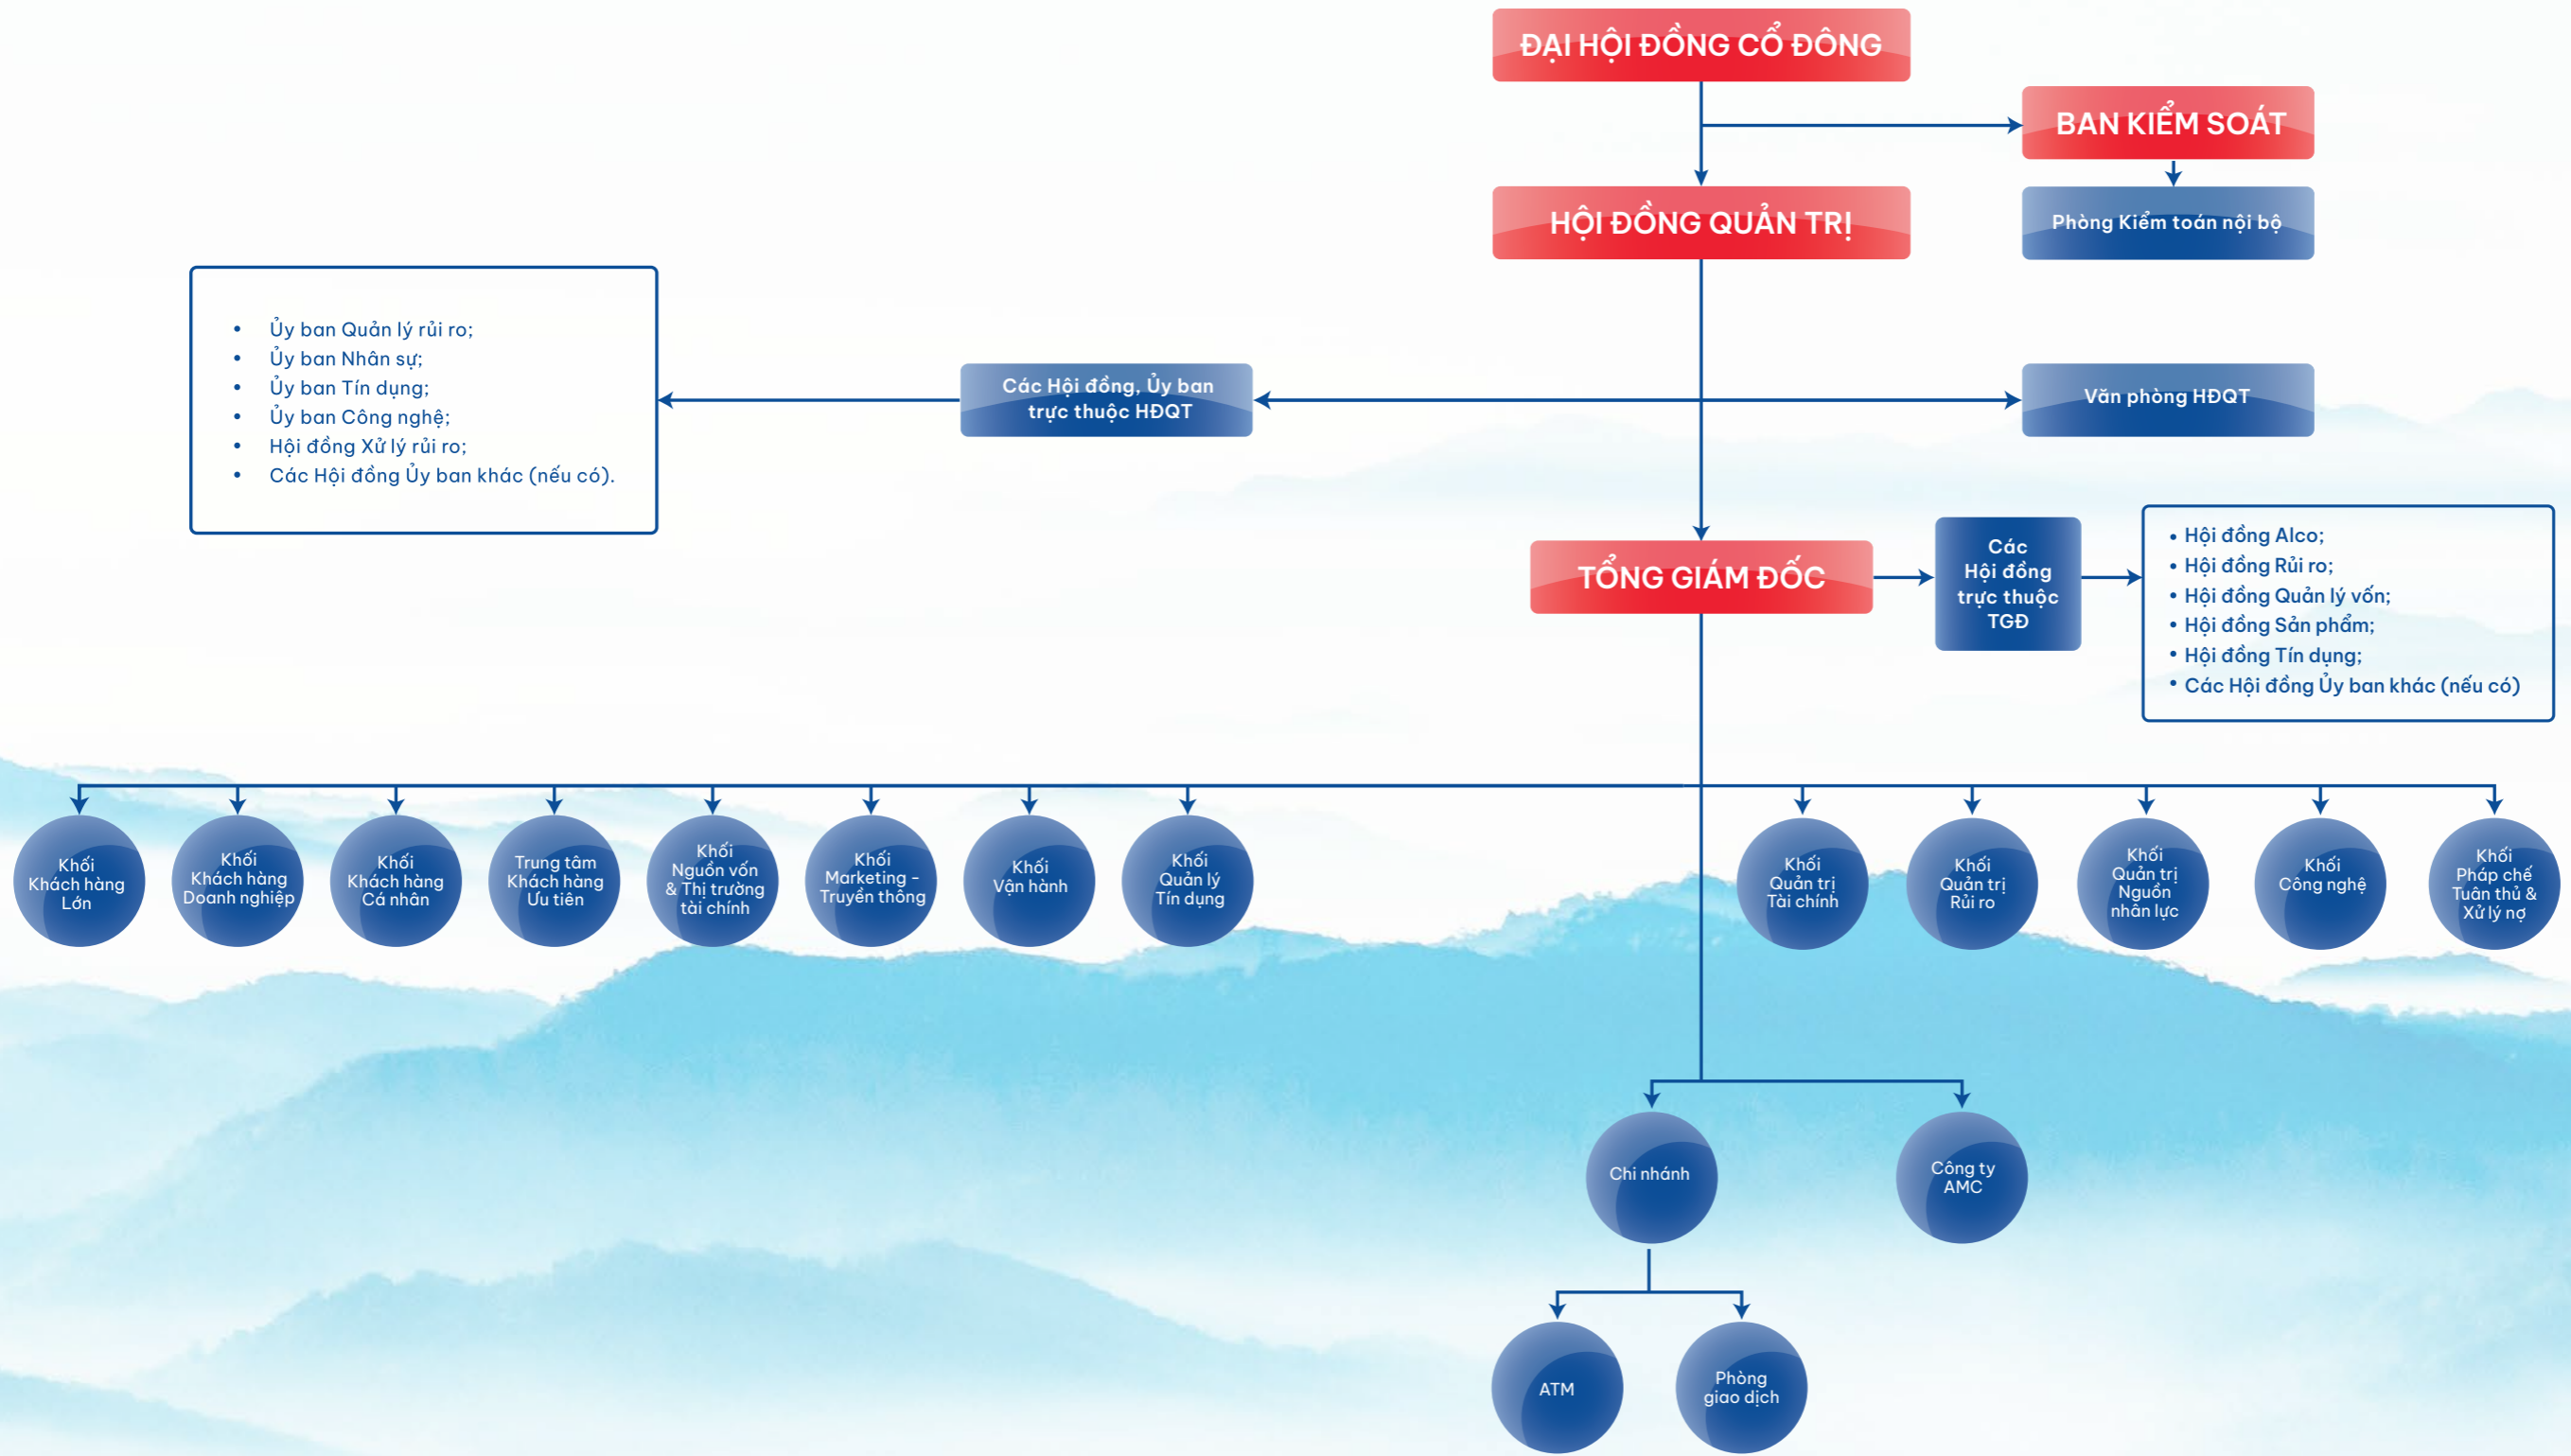 ĐẠI HỘI ĐỒNG CỔ ĐÔNG
BAN KIỂM SOÁT
HỘI ĐỒNG QUẢN TRỊ
Phòng Kiểm toán nội bộ
• Ủy ban Quản lý rủi ro;
• Ủy ban Nhân sự;
• Ủy ban Tín dụng;
• Ủy ban Công nghệ;
• Hội đồng Xử lý rủi ro;
• Các Hội đồng Ủy ban khác (nếu có).
Các Hội đồng, Ủy ban
trực thuộc HĐQT
Văn phòng HĐQT
TỔNG GIÁM ĐỐC
Các
Hội đồng
trực thuộc
TGĐ
• Hội đồng Alco;
• Hội đồng Rủi ro;
• Hội đồng Quản lý vốn;
• Hội đồng Sản phẩm;
• Hội đồng Tín dụng;
• Các Hội đồng Ủy ban khác (nếu có)
Khối
Khách hàng
Lớn
Khối
Khách hàng
Doanh nghiệp
Khối
Khách hàng
Cá nhân
Trung tâm
Khách hàng
Ưu tiên
Khối
Nguồn vốn
& Thị trường
tài chính
Khối
Marketing -
Truyền thông
Khối
Vận hành
Khối
Quản lý
Tín dụng
Khối
Quản trị
Tài chính
Khối
Quản trị
Rủi ro
Khối
Quản trị
Nguồn
nhân lực
Khối
Công nghệ
Khối
Pháp chế
Tuân thủ &
Xử lý nợ
Chi nhánh
Công ty
AMC
ATM
Phòng
giao dịch